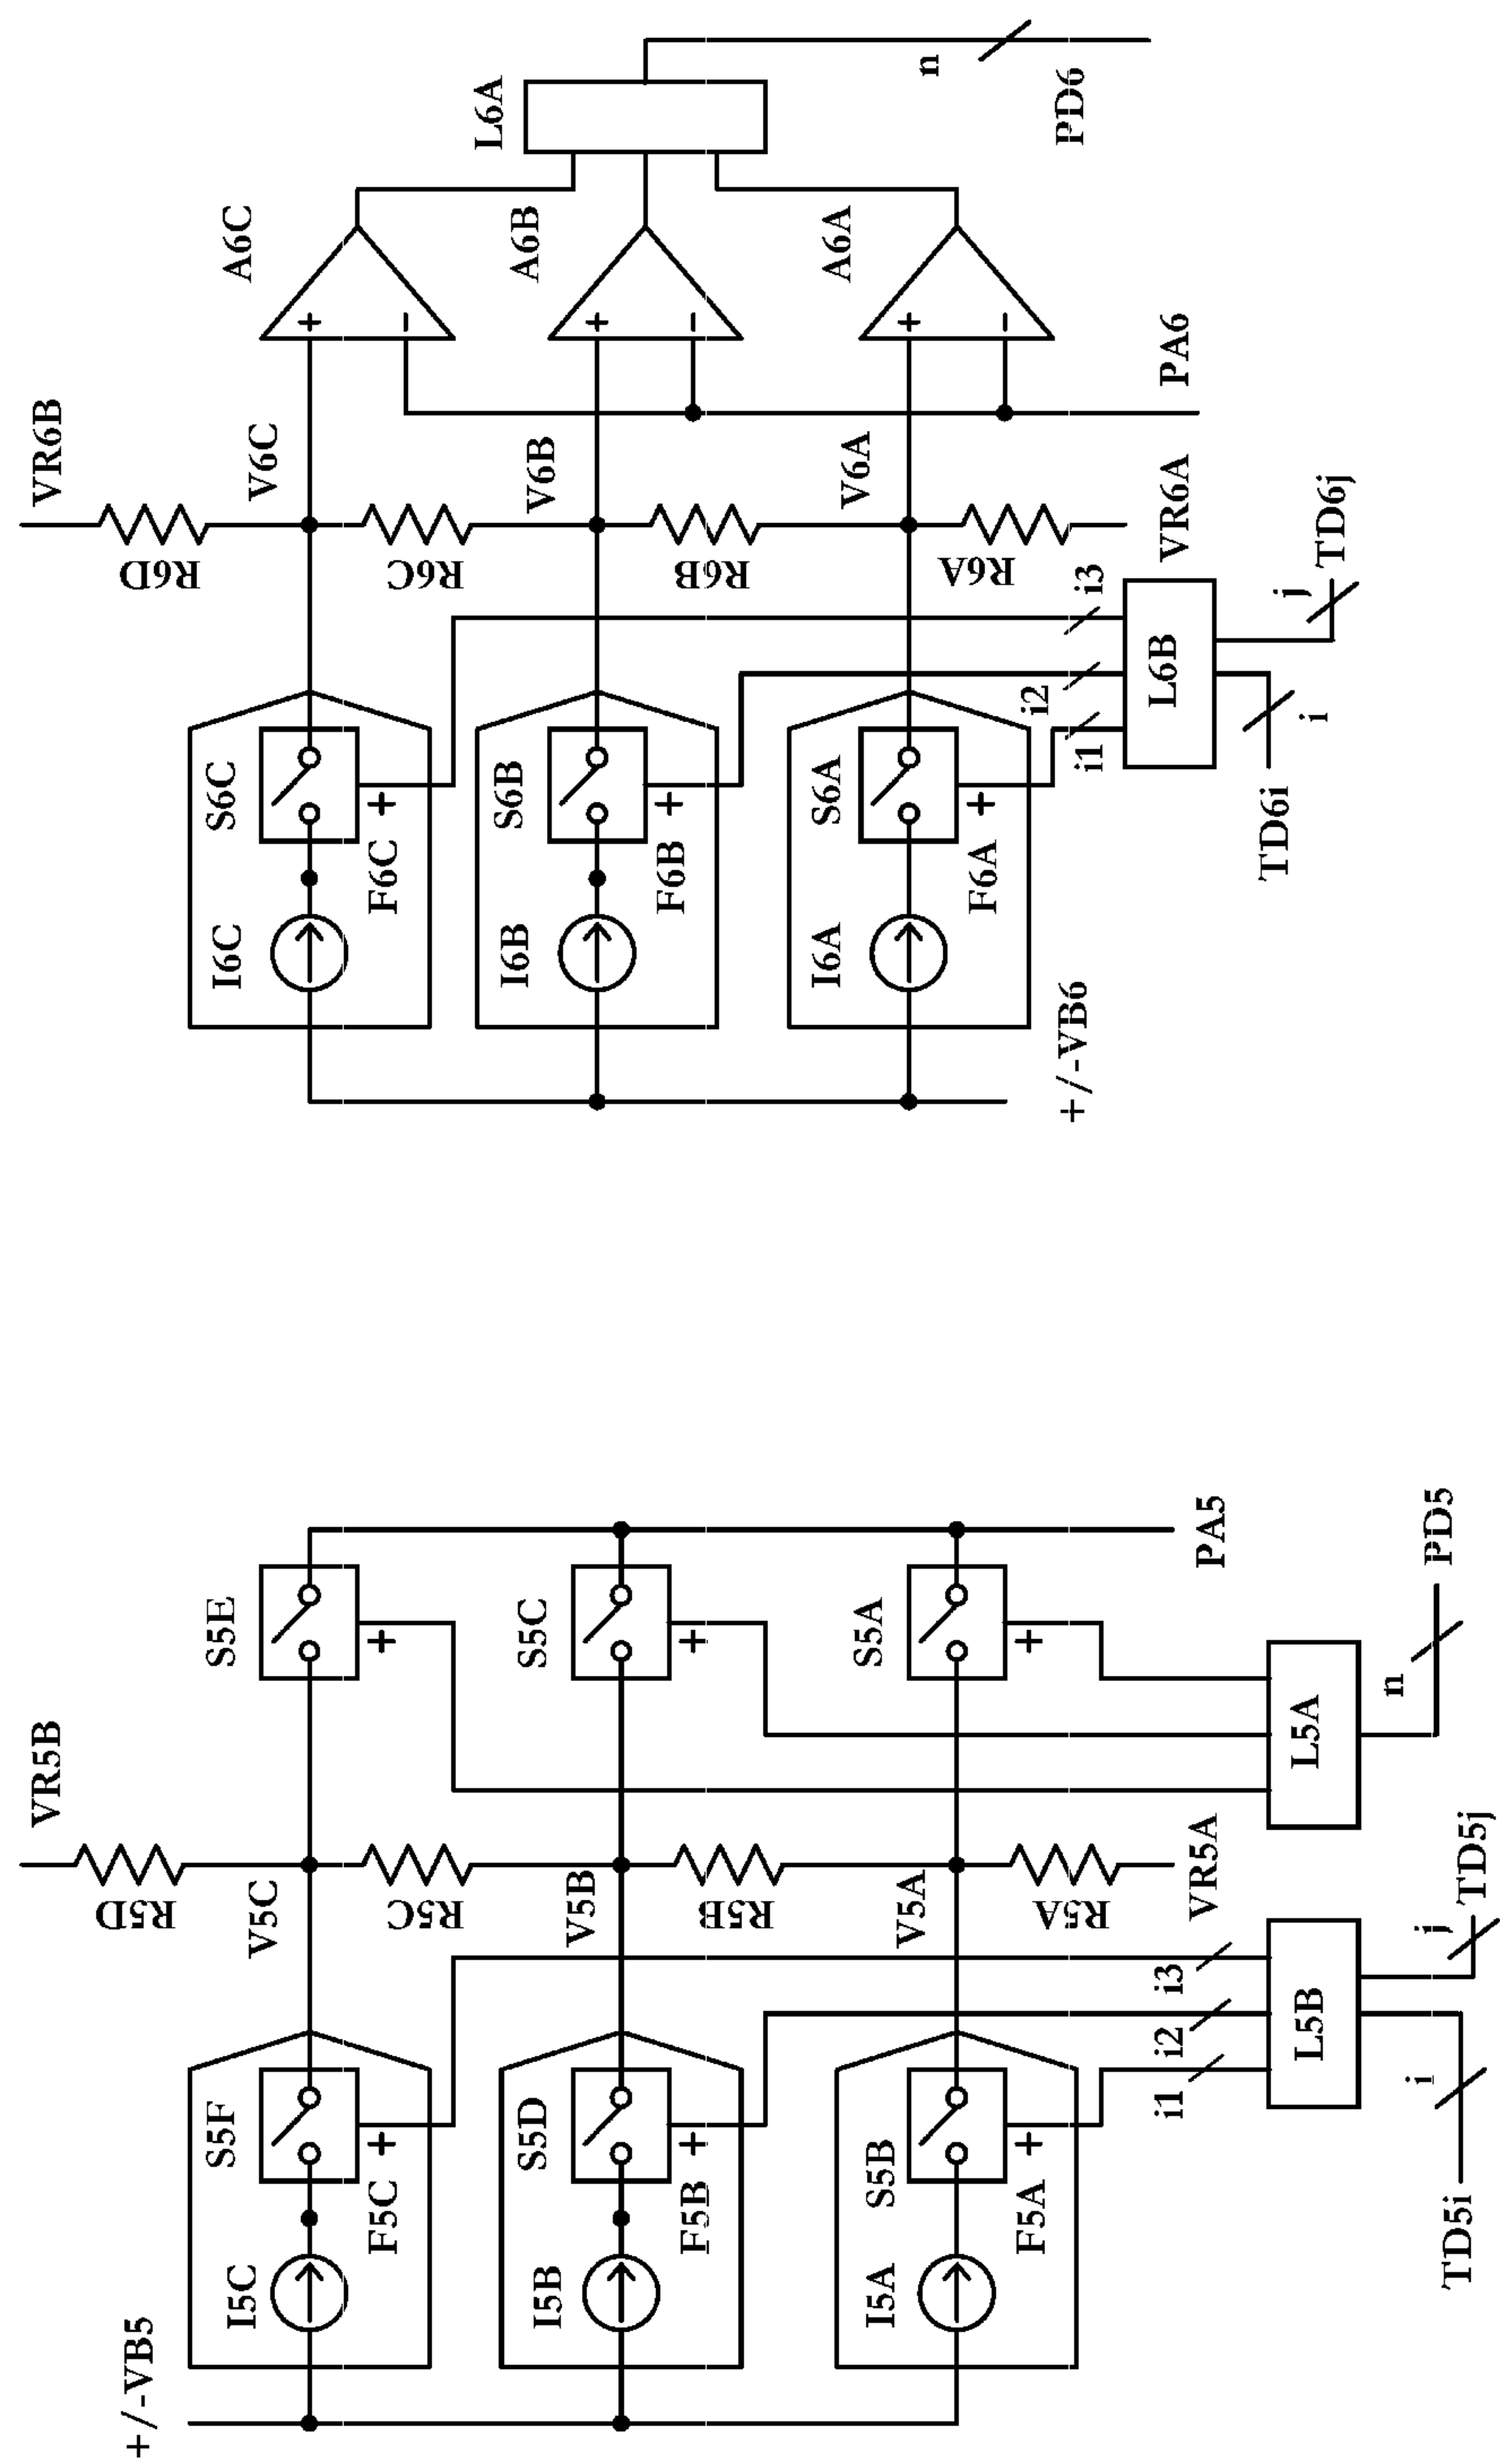 VR6B
R6D
V6C
R6C
V6B
R6B
V6A
R6A
VR6A
A6C
+
−
A6B
+
−
A6A
+
−
L6A
n
PD6
PA6
S6C
I6C
F6C
+
S6B
I6B
F6B
+
S6A
I6A
F6A
+
i1
i2
i3
L6B
j
TD6j
i
TD6i
+/-VB6
VR5B
R5D
V5C
R5C
V5B
R5B
V5A
R5A
VR5A
S5E
+
S5C
+
S5A
+
PA5
L5A
n
PD5
S5F
I5C
F5C
+
S5D
I5B
F5B
+
S5B
I5A
F5A
+
i1
i2
i3
L5B
j
TD5j
i
TD5i
+/-VB5